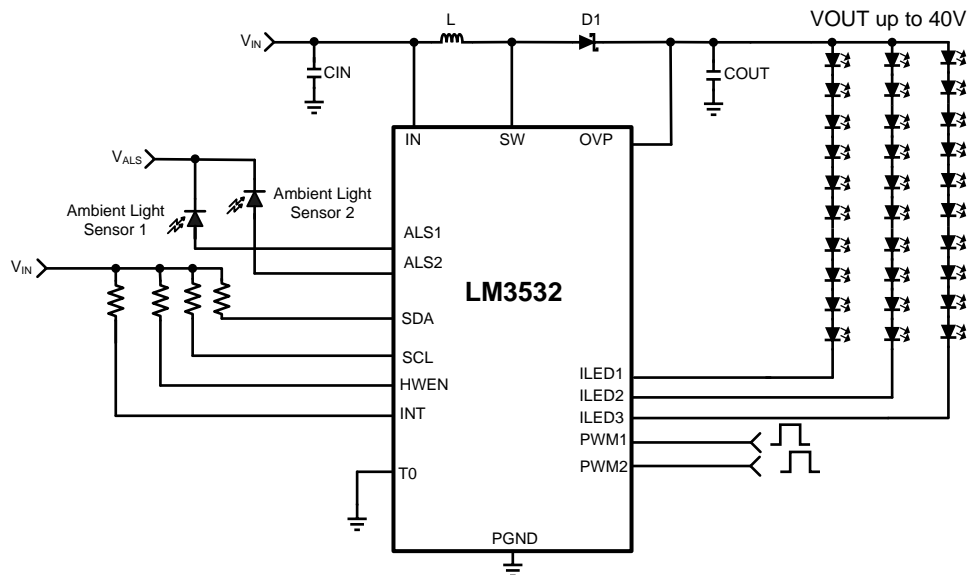 L
D1
VOUT up to 40V
VIN
CIN
COUT
IN
SW
OVP
VALS
Ambient Light
Sensor 1
Ambient Light
Sensor 2
ALS1
ALS2
VIN
LM3532
SDA
SCL
HWEN
INT
ILED1
ILED2
ILED3
PWM1
PWM2
T0
PGND